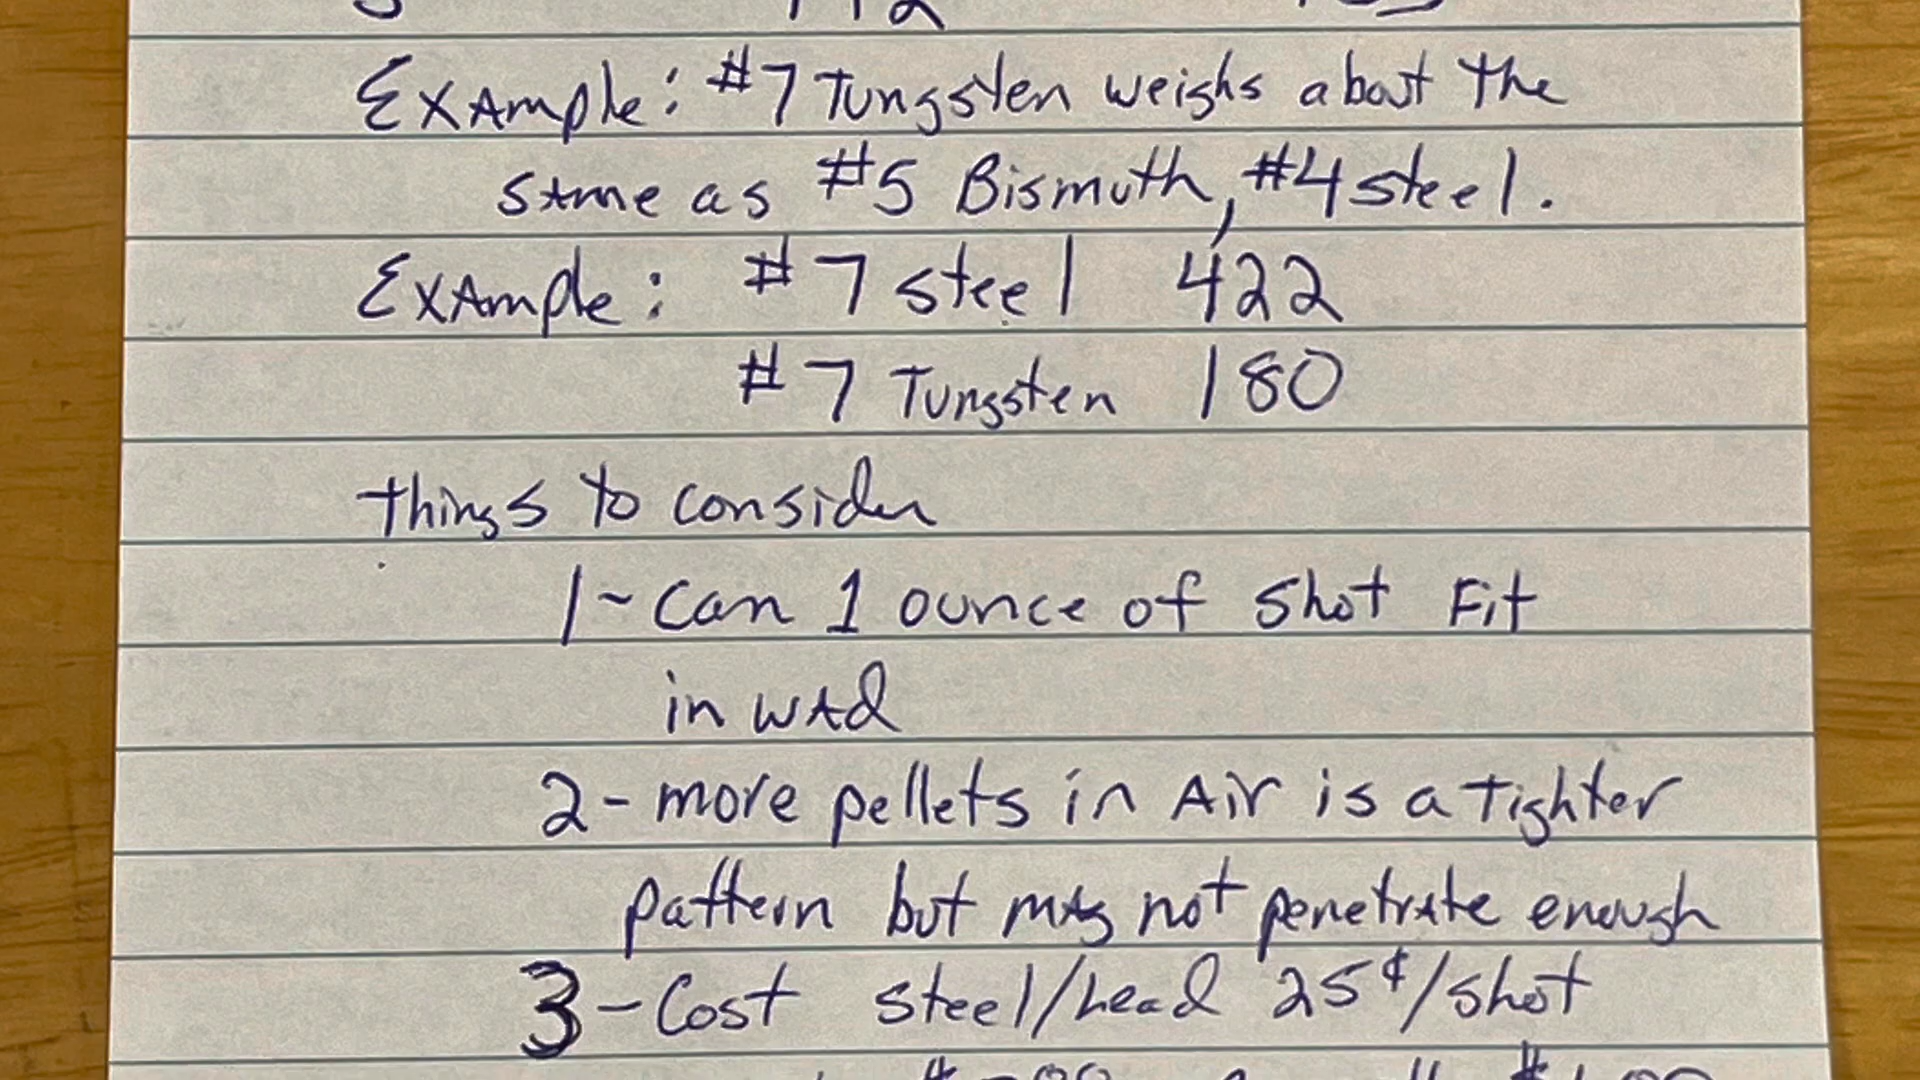 Example: #7 Tungsten weighs about the
same as #5 Bismuth, #4 steel.
Example: #7 steel 422
#7 Tungsten 180
things to consider
1- Can 1 ounce of shot Fit
in wad
2- more pellets in Air is a tighter
pattern but may not penetrate enough
3- Cost steel/Lead 25¢/shot